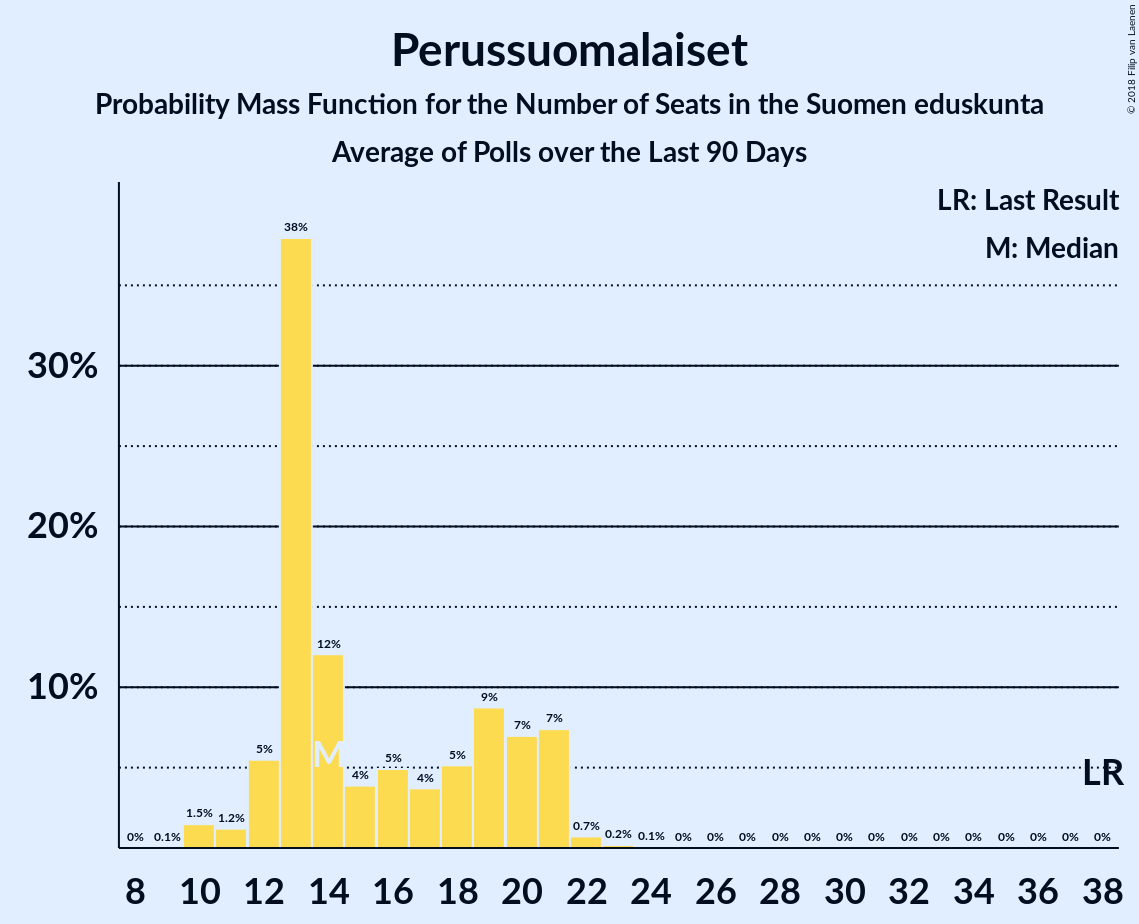 Perussuomalaiset
Probability Mass Function for the Number of Seats in the Suomen eduskunta
Average of Polls over the Last 90 Days
© 2018 Filip van Laenen
LR: Last Result
M: Median
38%
30%
20%
12%
10%
9%
7% 7%
5% 5% 5%
4% 4%
M
LR
1.5% 1.2%
0.7%
0% 0.1% 0.2% 0.1% 0% 0% 0% 0% 0% 0% 0% 0% 0% 0% 0% 0% 0% 0%
8 10 12 14 16 18 20 22 24 26 28 30 32 34 36 38